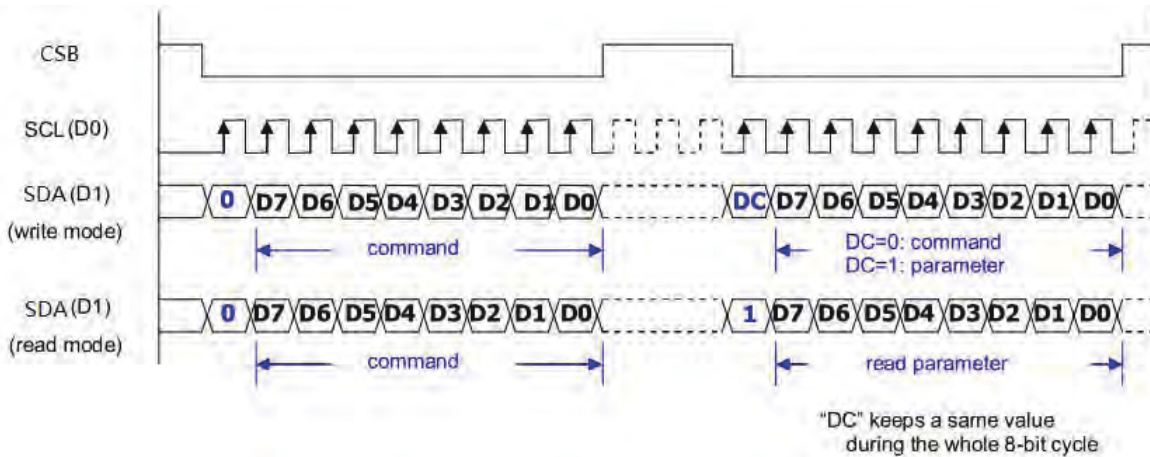 CSB
SCL (D0)
SDA (D1)
0 D7 D6 D5 D4 D3 D2 D1 D0 DC D7 D6 D5 D4 D3 D2 D1 D0
(write mode)
command
DC=0: command
DC=1: parameter
SDA (D1)
0 D7 D6 D5 D4 D3 D2 D1 D0 1 D7 D6 D5 D4 D3 D2 D1 D0
(read mode)
command
read parameter
"DC" keeps a same value
during the whole 8-bit cycle